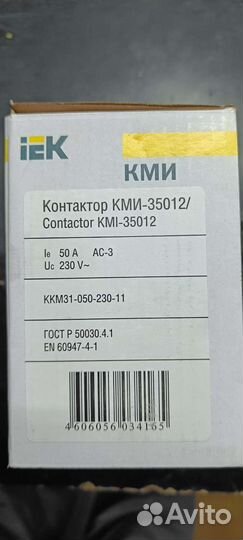 iEK
КМИ
Контактор КМИ-35012/
Contactor KMI-35012
Ie 50 A AC-3
Uc 230 V~
KKM31-050-230-11
ГОСТ Р 50030.4.1
EN 60947-4-1
4606056034165
Avito